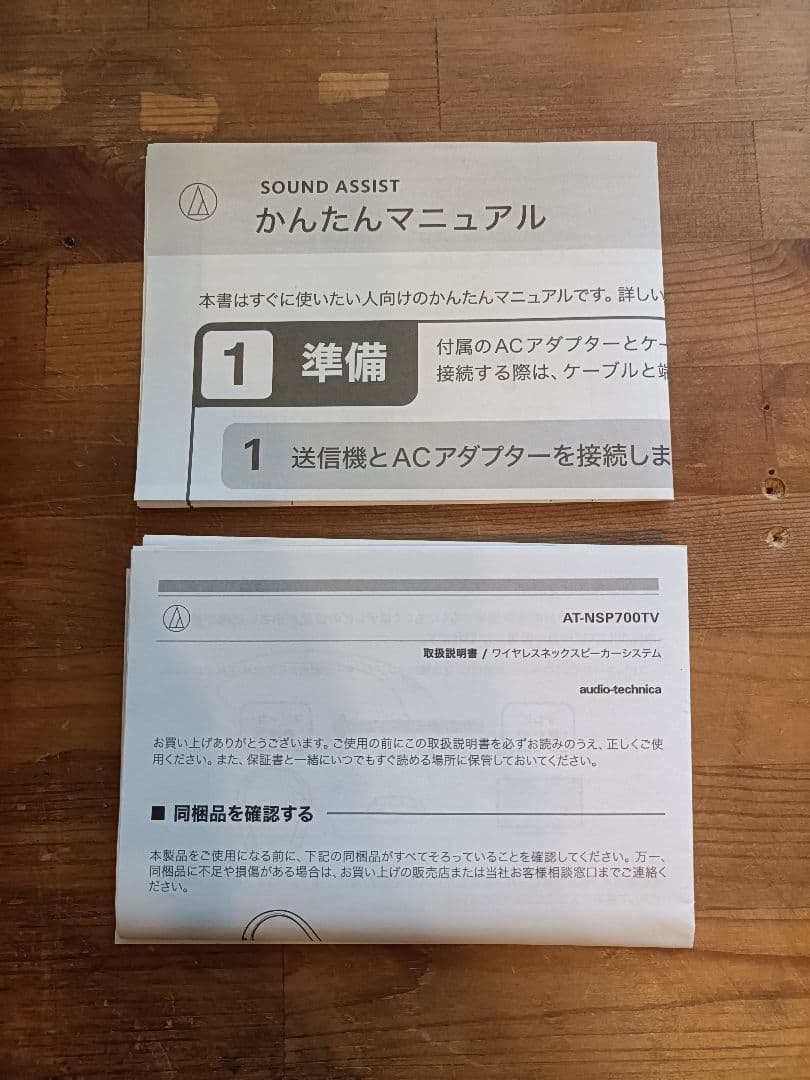 SOUND ASSIST
かんたんマニュアル
本書はすぐに使いたい人向けのかんたんマニュアルです。詳しい
1 準備
付属のACアダプターとケー
接続する際は、ケーブルと端
1 送信機とACアダプターを接続しま
AT-NSP700TV
取扱説明書 / ワイヤレスネックスピーカーシステム
audio-technica
お買い上げありがとうございます。ご使用の前にこの取扱説明書を必ずお読みのうえ、正しくご使
用ください。また、保証書と一緒にいつでもすぐ読める場所に保管しておいてください。
■ 同梱品を確認する
本製品をご使用になる前に、下記の同梱品がすべてそろっていることを確認してください。万一、
同梱品に不足や損傷がある場合は、お買い上げの販売店または当社お客様相談窓口までご連絡く
ださい。